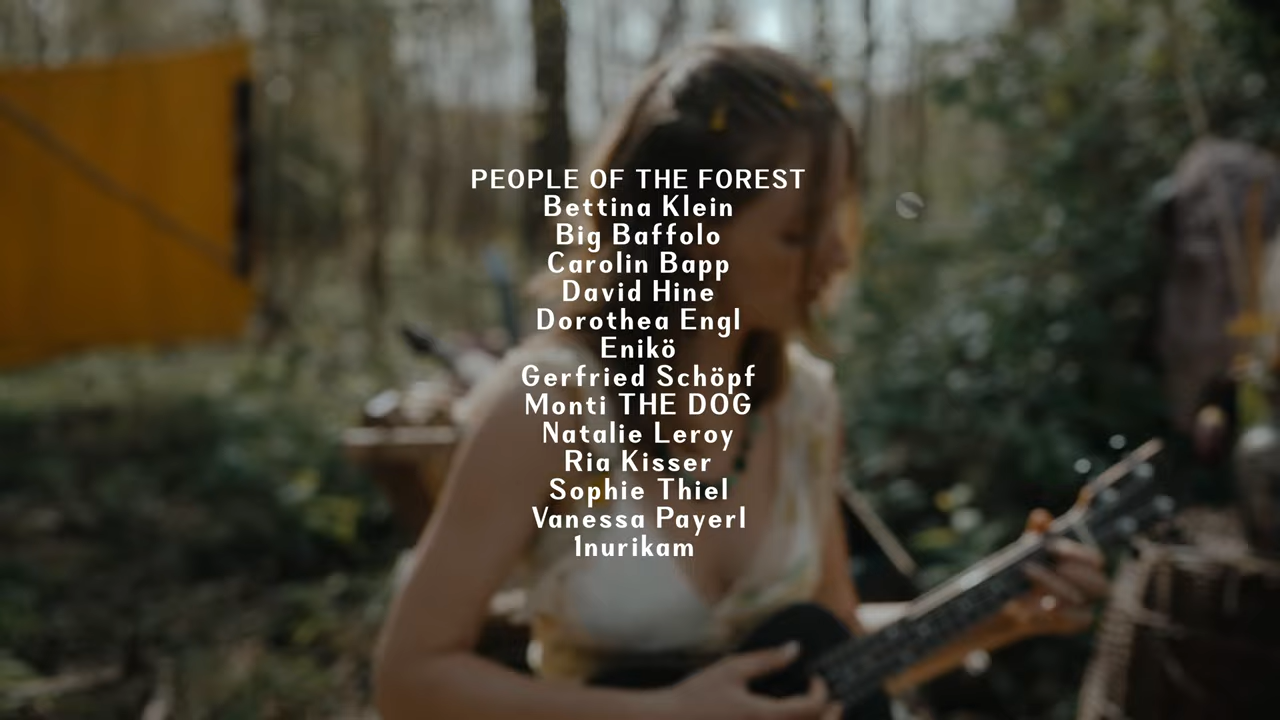 PEOPLE OF THE FOREST
Bettina Klein
Big Baffolo
Carolin Bapp
David Hine
Dorothea Engl
Enikö
Gerfried Schöpf
Monti THE DOG
Natalie Leroy
Ria Kisser
Sophie Thiel
Vanessa Payerl
1nurikam